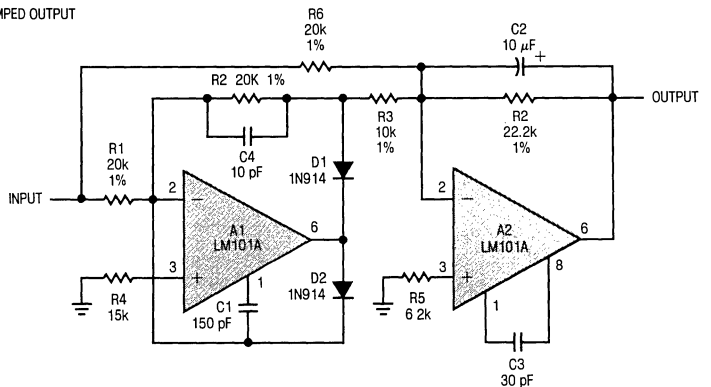 MPED OUTPUT
R6
20k
1%
C2
10 µF
+
R2 20K 1%
C4
10 pF
R3
10k
1%
R2
22.2k
1%
OUTPUT
R1
20k
1%
INPUT
D1
1N914
2
−
A1
LM101A
6
3
+
1
R4
15k
C1
150 pF
D2
1N914
2
−
A2
LM101A
6
3
+
8
1
R5
6 2k
C3
30 pF